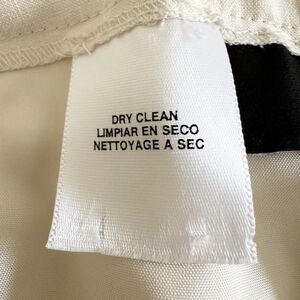 DRY CLEAN
LIMPIAR EN SECO
NETTOYAGE A SEC